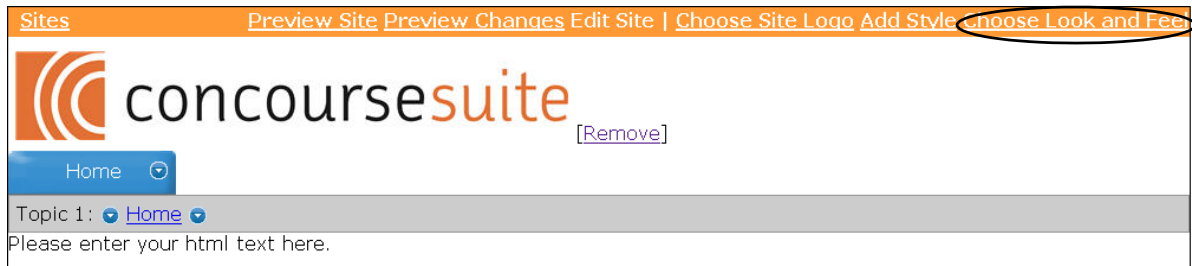 Sites Preview Site Preview Changes Edit Site | Choose Site Logo Add Style Choose Look and Feel
concoursesuite
[Remove]
Home
Topic 1: Home
Please enter your html text here.